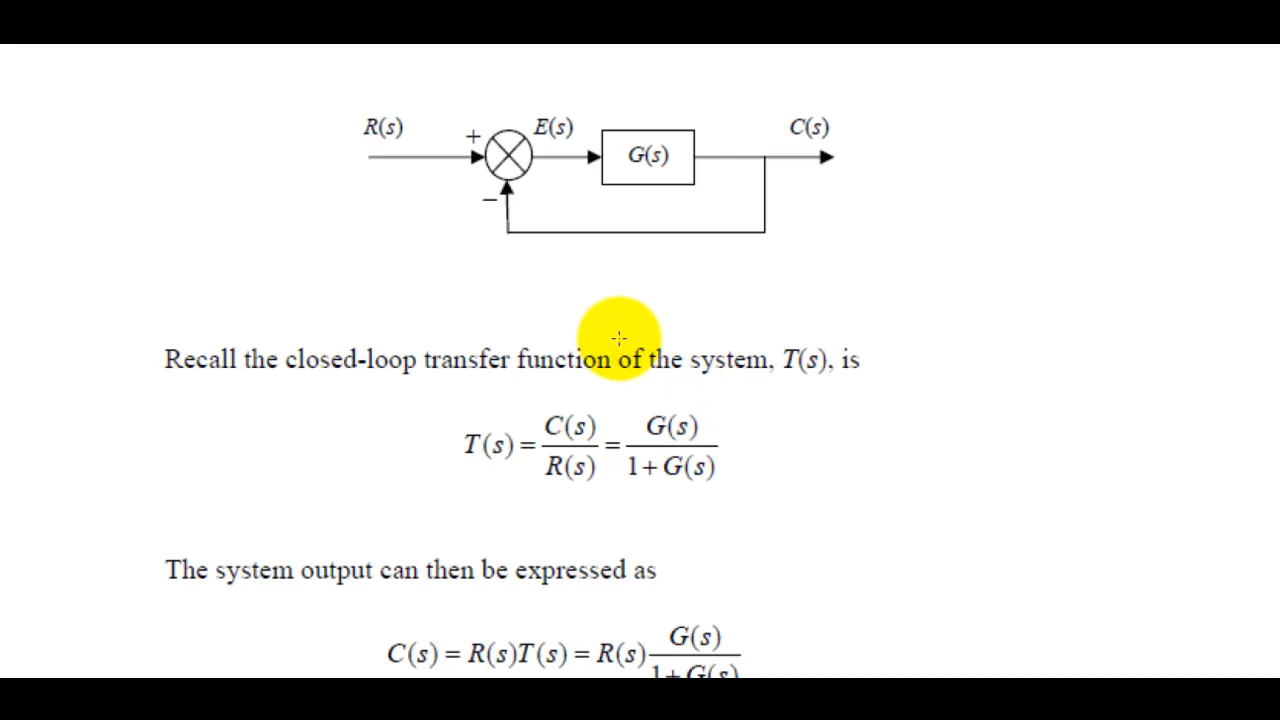 R(s) + E(s) G(s) C(s)
−
Recall the closed-loop transfer function of the system, T(s), is
T(s) = C(s)/R(s) = G(s)/1+G(s)
The system output can then be expressed as
C(s) = R(s)T(s) = R(s) G(s)/1+G(s)